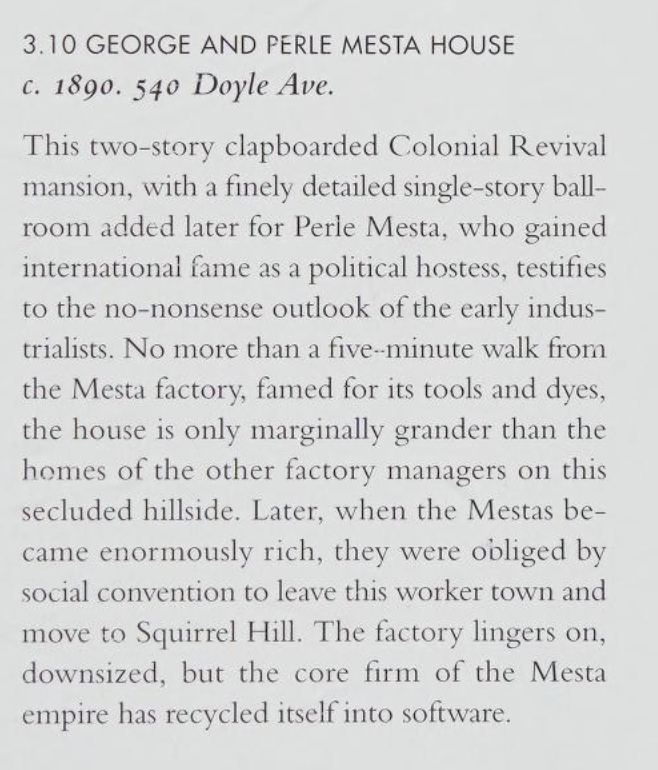 3.10 GEORGE AND PERLE MESTA HOUSE
c. 1890. 540 Doyle Ave.
This two-story clapboarded Colonial Revival
mansion, with a finely detailed single-story ball-
room added later for Perle Mesta, who gained
international fame as a political hostess, testifies
to the no-nonsense outlook of the early indus-
trialists. No more than a five-minute walk from
the Mesta factory, famed for its tools and dyes,
the house is only marginally grander than the
homes of the other factory managers on this
secluded hillside. Later, when the Mestas be-
came enormously rich, they were obliged by
social convention to leave this worker town and
move to Squirrel Hill. The factory lingers on,
downsized, but the core firm of the Mesta
empire has recycled itself into software.